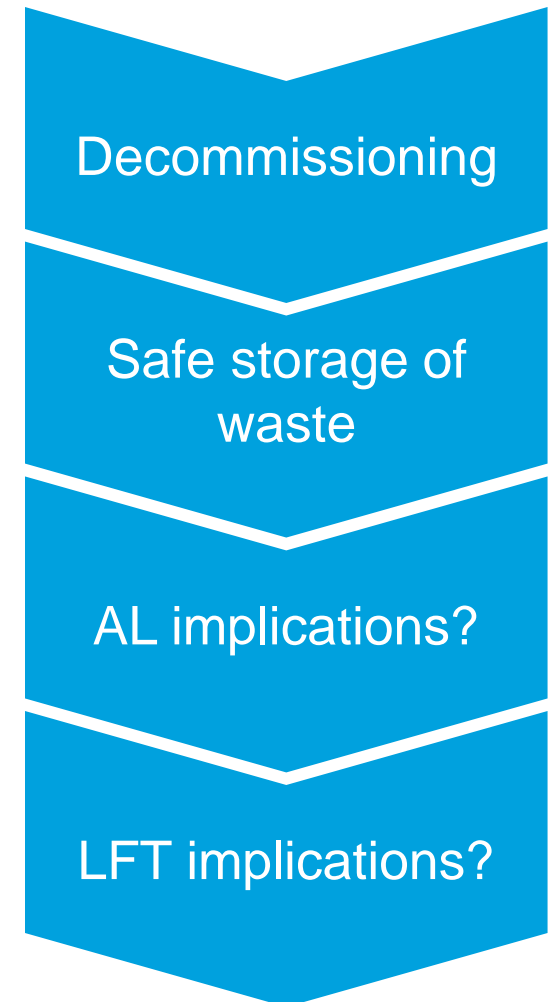 Decommissioning
Safe storage of
waste
AL implications?
LFT implications?